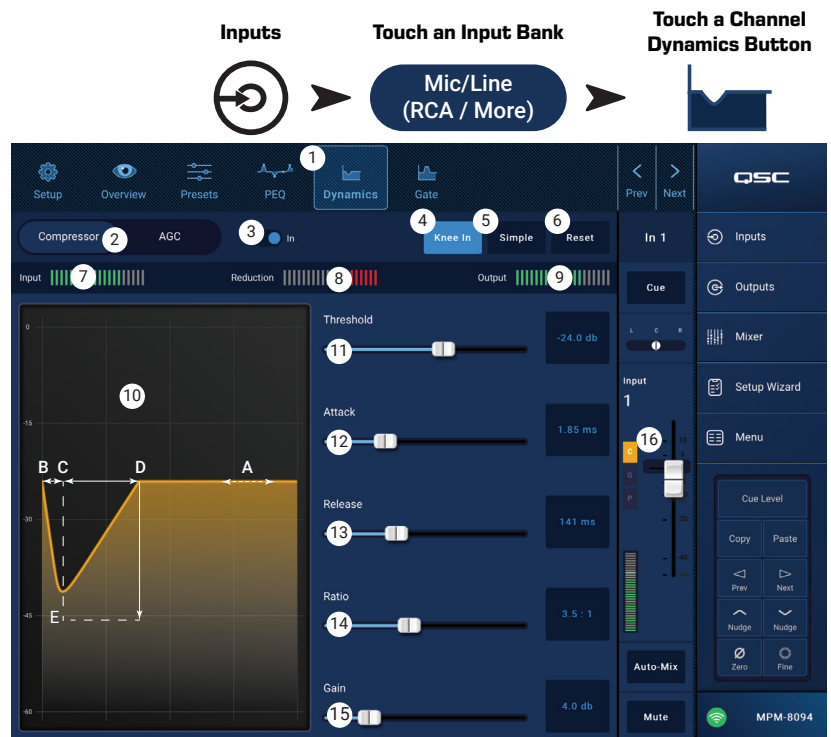 Inputs
Touch an Input Bank
Touch a Channel
Dynamics Button
Mic/Line
(RCA / More)
1
Setup
Overview
Presets
PEQ
Dynamics
Gate
Prev
Next
QSC
Compressor
2
AGC
3
In
4
Knee In
5
Simple
6
Reset
In 1
Inputs
Input
7
Reduction
8
Output
9
Cue
Outputs
0
-15
-30
-45
-60
10
B
C
D
A
E
Threshold
11
-24.0 db
Attack
12
1.85 ms
Release
13
141 ms
Ratio
14
3.5 : 1
Gain
15
4.0 db
L
C
R
Input
1
16
10
5
C
G
P
-20
-40
Auto-Mix
Mute
Mixer
Setup Wizard
Menu
Cue Level
Copy
Paste
Prev
Next
Nudge
Nudge
Zero
Fine
MPM-8094